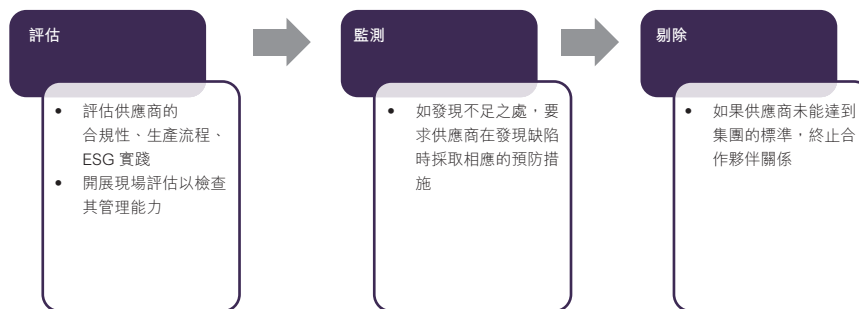 評估
• 評估供應商的
合規性、生產流程、
ESG 實踐
• 開展現場評估以檢查
其管理能力
監測
• 如發現不足之處，要
求供應商在發現缺陷
時採取相應的預防措
施
剔除
• 如果供應商未能達到
集團的標準，終止合
作夥伴關係